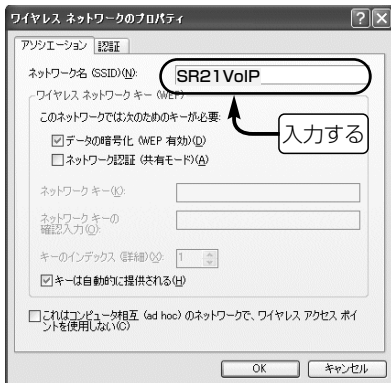 ワイヤレス ネットワークのプロパティ
アソシエーション 認証
ネットワーク名 (SSID)(N): SR21VoIP
ワイヤレス ネットワーク キー (WEP)
このネットワークでは次のためのキーが必要:
データの暗号化 (WEP 有効)(D)
入力する
ネットワーク認証 (共有モード)(A)
ネットワーク キー(K):
ネットワーク キーの
確認入力(O):
キーのインデックス (詳細)(X): 1
キーは自動的に提供される(H)
これはコンピュータ相互 (ad hoc) のネットワークで、ワイヤレス アクセス ポイ
ントを使用しない(C)
OK キャンセル